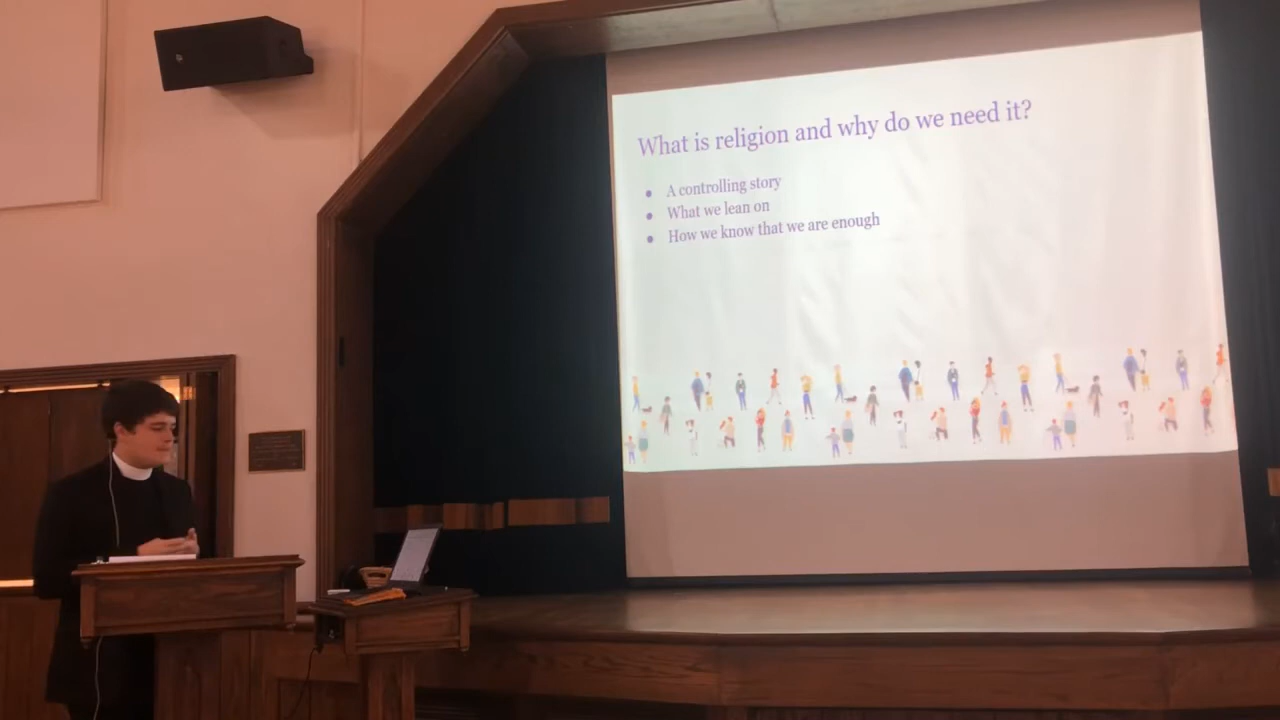 What is religion and why do we need it?
● A controlling story
● What we lean on
● How we know that we are enough